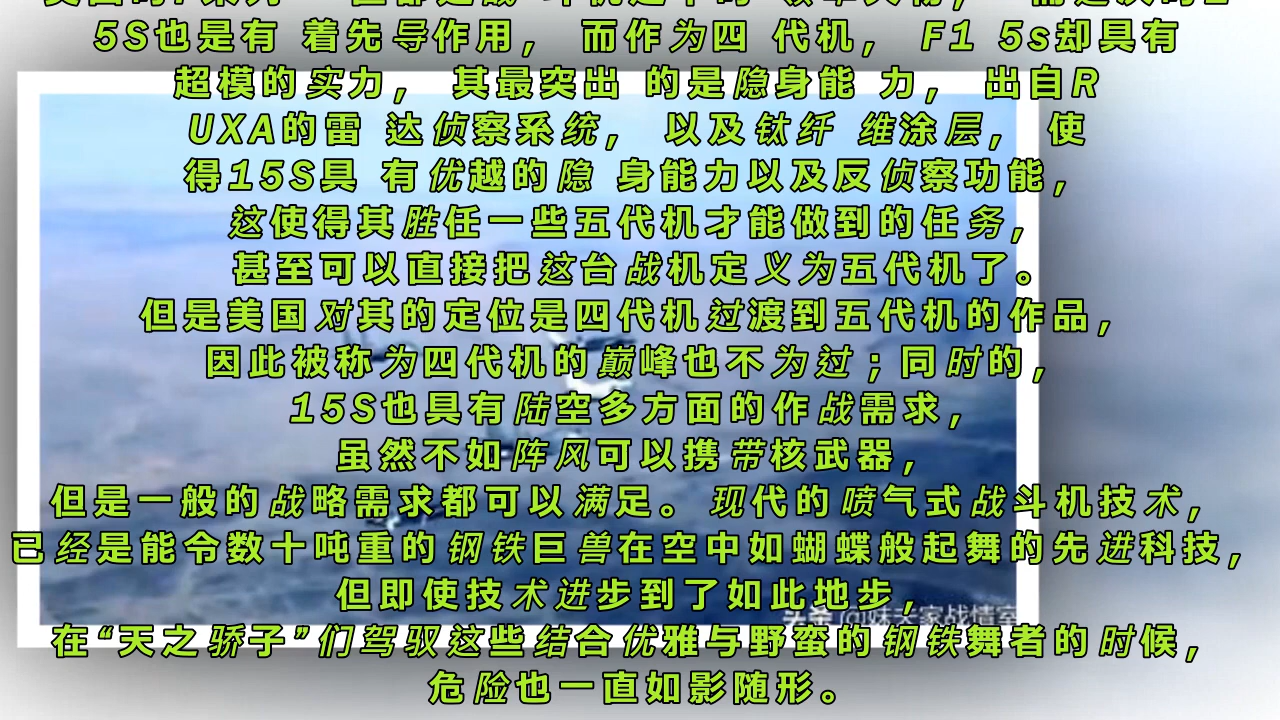 5S也是有 着先导作用， 而作为四 代机， F1 5s却具有
超模的实力， 其最突出 的是隐身能 力， 出自R
UXA的雷 达侦察系统， 以及钛纤 维涂层， 使
得15S具 有优越的隐 身能力以及反侦察功能，
这使得其胜任一些五代机才能做到的任务，
甚至可以直接把这台战机定义为五代机了。
但是美国对其的定位是四代机过渡到五代机的作品，
因此被称为四代机的巅峰也不为过；同时的，
15S也具有陆空多方面的作战需求，
虽然不如阵风可以携带核武器，
但是一般的战略需求都可以满足。现代的喷气式战斗机技术，
已经是能令数十吨重的钢铁巨兽在空中如蝴蝶般起舞的先进科技，
但即使技术进步到了如此地步，
头条@妹夫家战情室
在“天之骄子”们驾驭这些结合优雅与野蛮的钢铁舞者的时候，
危险也一直如影随形。